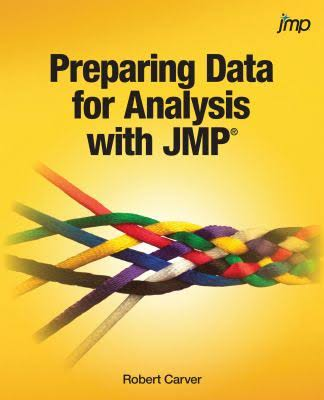 jmp
Preparing Data
for Analysis
with JMP®
Robert Carver